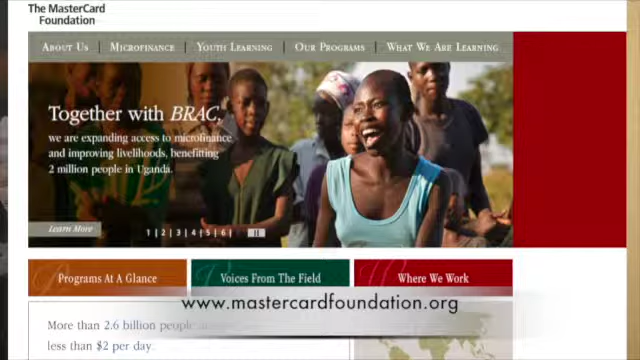 The MasterCard
Foundation
About Us | Microfinance | Youth Learning | Our Programs | What We Are Learning
Together with BRAC,
we are expanding access to microfinance
and improving livelihoods, benefitting
2 million people in Uganda.
Learn More
1 | 2 | 3 | 4 | 5 | 6 |
Programs At A Glance
Voices From The Field
Where We Work
www.mastercardfoundation.org
More than 2.6 billion people
less than $2 per day.